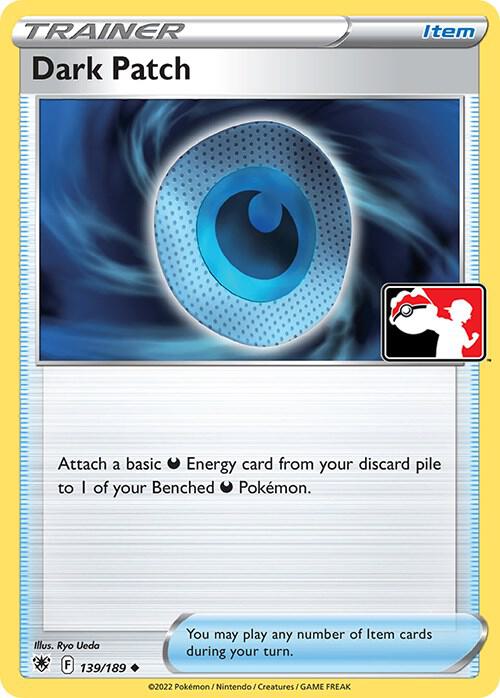 TRAINER
Item
Dark Patch
Attach a basic Energy card from your discard pile
to 1 of your Benched Pokémon.
Illus. Ryo Ueda
F 139/189
You may play any number of Item cards
during your turn.
©2022 Pokémon / Nintendo / Creatures / GAME FREAK